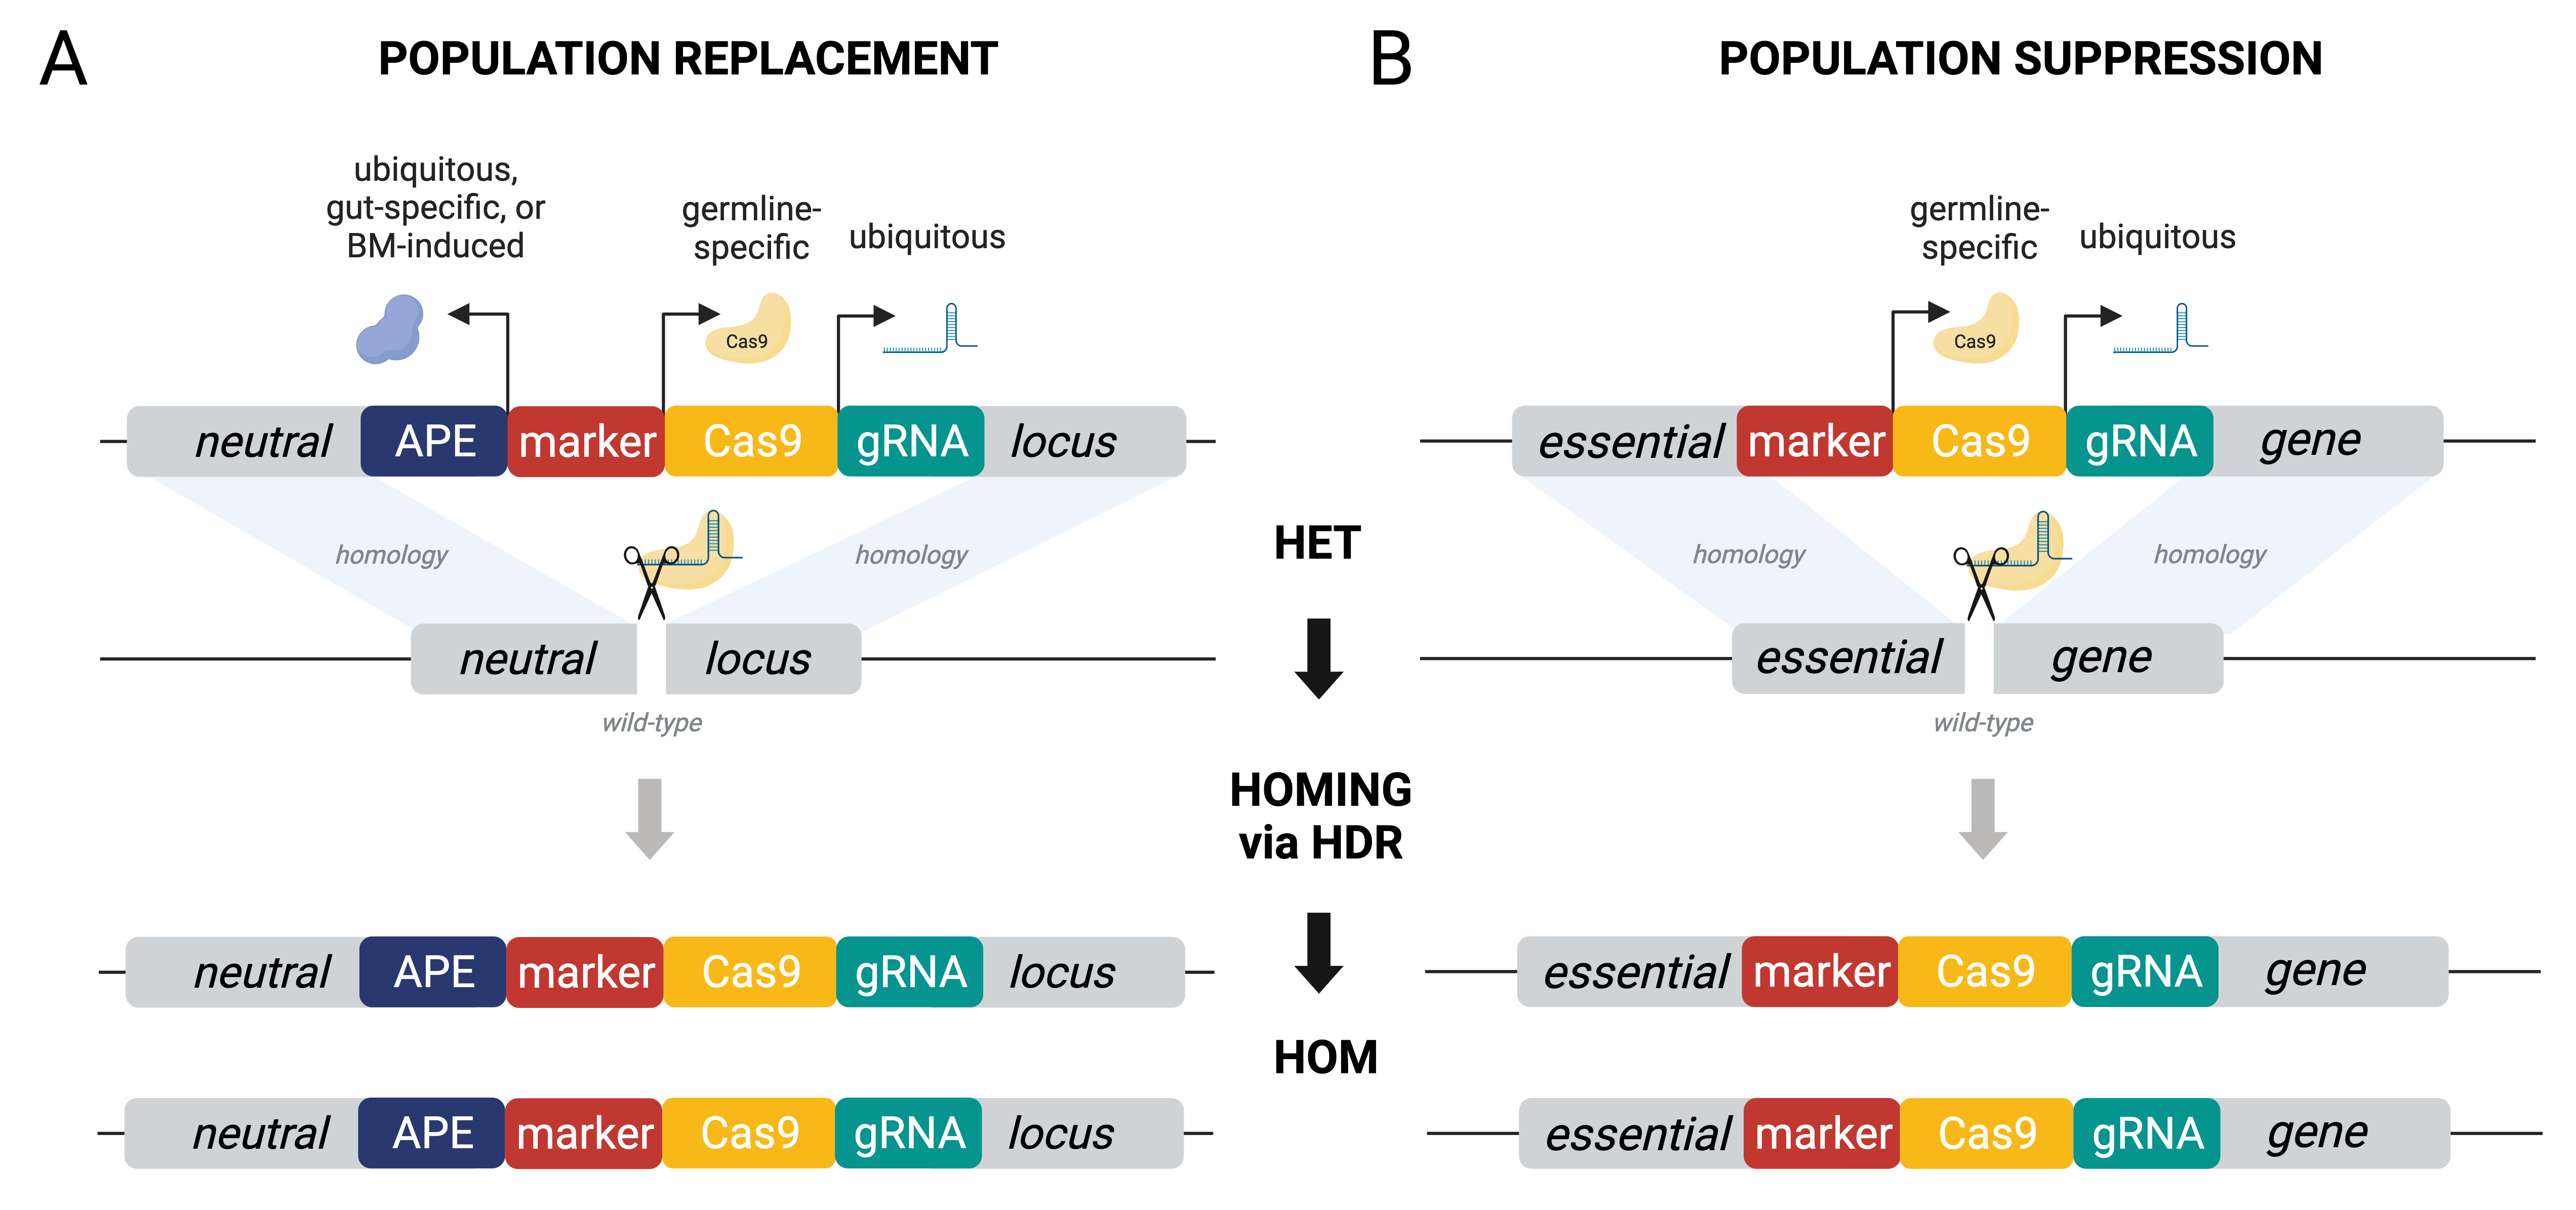 A
POPULATION REPLACEMENT
ubiquitous,
gut-specific, or
BM-induced
germline-
specific
ubiquitous
Cas9
neutral APE marker Cas9 gRNA locus
homology
homology
neutral locus
wild-type
neutral APE marker Cas9 gRNA locus
neutral APE marker Cas9 gRNA locus
HET
HOMING
via HDR
HOM
B
POPULATION SUPPRESSION
germline-
specific
ubiquitous
Cas9
essential marker Cas9 gRNA gene
homology
homology
essential gene
wild-type
essential marker Cas9 gRNA gene
essential marker Cas9 gRNA gene